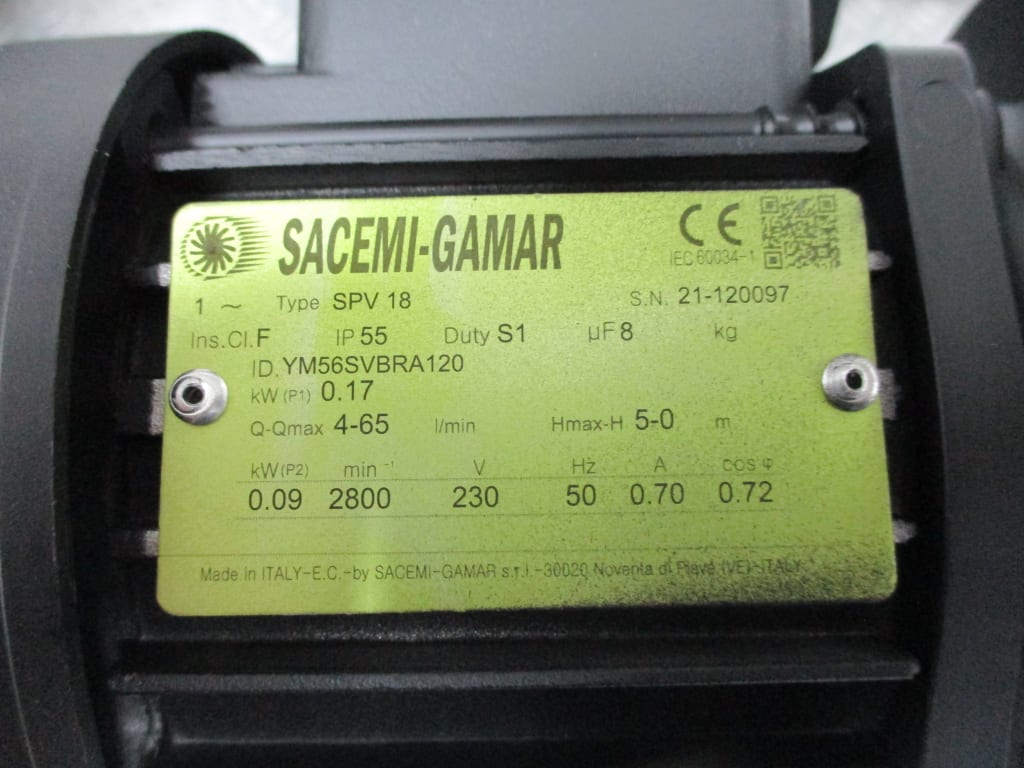 SACEMI-GAMAR CE
IEC 60034-1
1 ~ Type SPV 18 S.N. 21-120097
Ins.Cl. F IP 55 Duty S1 µF 8 kg
ID. YM56SVBRA120
kW (P1) 0.17
Q-Qmax 4-65 l/min Hmax-H 5-0 m
kW (P2) min⁻¹ V Hz A cos φ
0.09 2800 230 50 0.70 0.72
Made in ITALY-E.C.-by SACEMI-GAMAR s.r.l.-30020 Noventa di Piave (VE)-ITALY